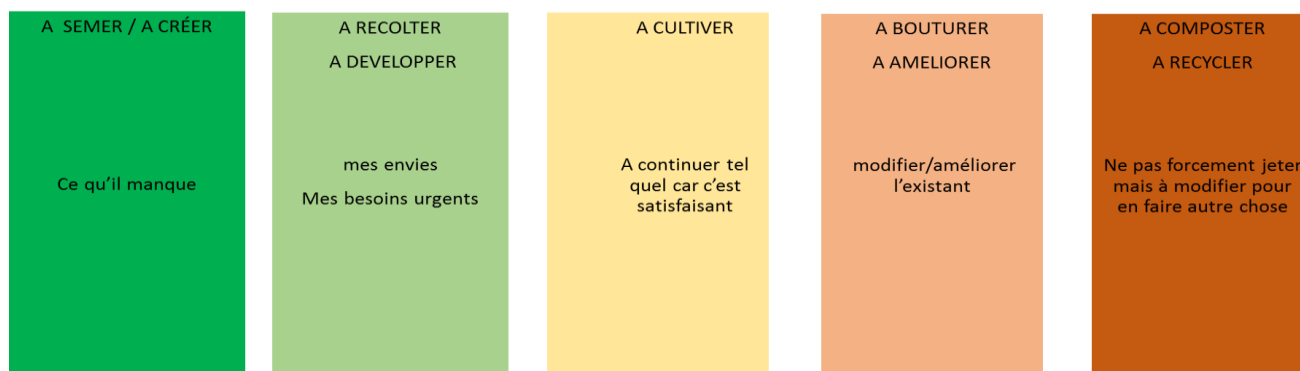 A SEMER / A CRÉER
Ce qu'il manque
A RECOLTER
A DEVELOPPER
mes envies
Mes besoins urgents
A CULTIVER
A continuer tel
quel car c'est
satisfaisant
A BOUTURER
A AMELIORER
modifier/améliorer
l'existant
A COMPOSTER
A RECYCLER
Ne pas forcement jeter
mais à modifier pour
en faire autre chose